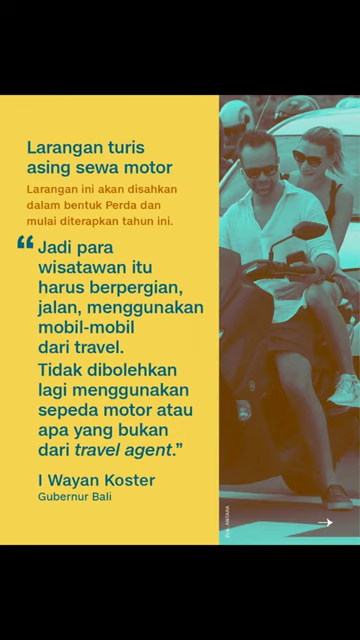 Larangan turis
asing sewa motor
Larangan ini akan disahkan
dalam bentuk Perda dan
mulai diterapkan tahun ini.
“Jadi para
wisatawan itu
harus berpergian,
jalan, menggunakan
mobil-mobil
dari travel.
Tidak dibolehkan
lagi menggunakan
sepeda motor atau
apa yang bukan
dari travel agent.”
I Wayan Koster
Gubernur Bali